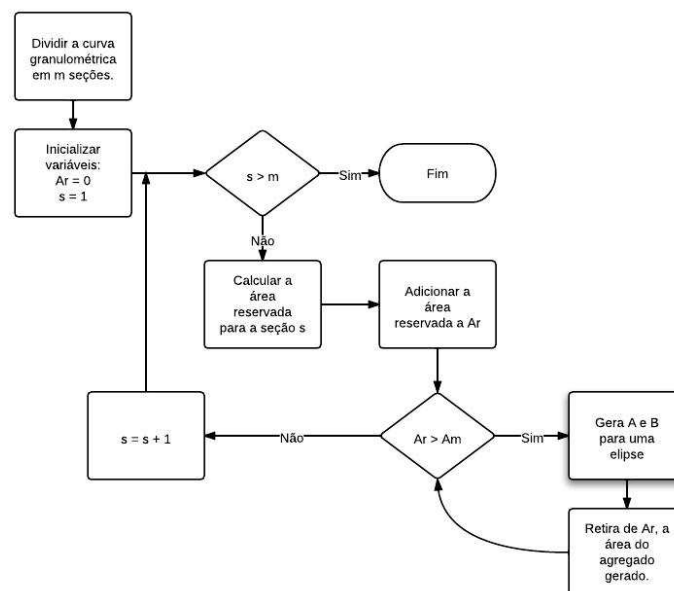 Dividir a curva
granulométrica
em m seções.
Inicializar
variáveis:
Ar = 0
s = 1
s > m
Sim
Fim
Não
Calcular a
área
reservada
para a seção s
Adicionar a
área
reservada a Ar
Ar > Am
Sim
Gera A e B
para uma
elipse
Não
s = s + 1
Retira de Ar, a
área do
agregado
gerado.